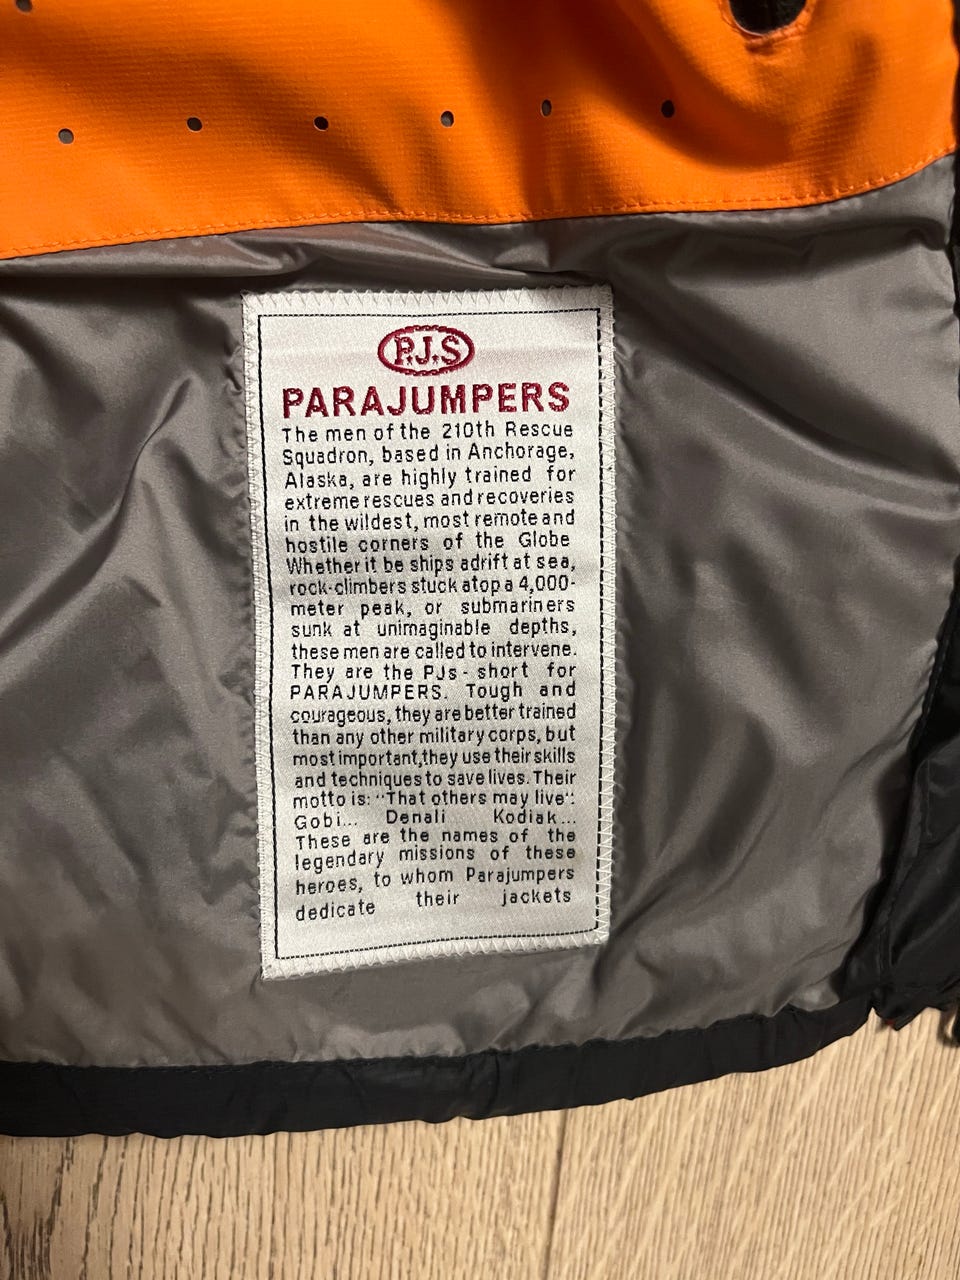 P.J.S
PARAJUMPERS
The men of the 210th Rescue
Squadron, based in Anchorage,
Alaska, are highly trained for
extreme rescues and recoveries
in the wildest, most remote and
hostile corners of the Globe
Whether it be ships adrift at sea,
rock-climbers stuck atop a 4,000-
meter peak, or submariners
sunk at unimaginable depths,
these men are called to intervene.
They are the PJs - short for
PARAJUMPERS. Tough and
courageous, they are better trained
than any other military corps, but
most important,they use their skills
and techniques to save lives. Their
motto is: "That others may live":
Gobi... Denali Kodiak...
These are the names of the
legendary missions of these
heroes, to whom Parajumpers
dedicate their jackets